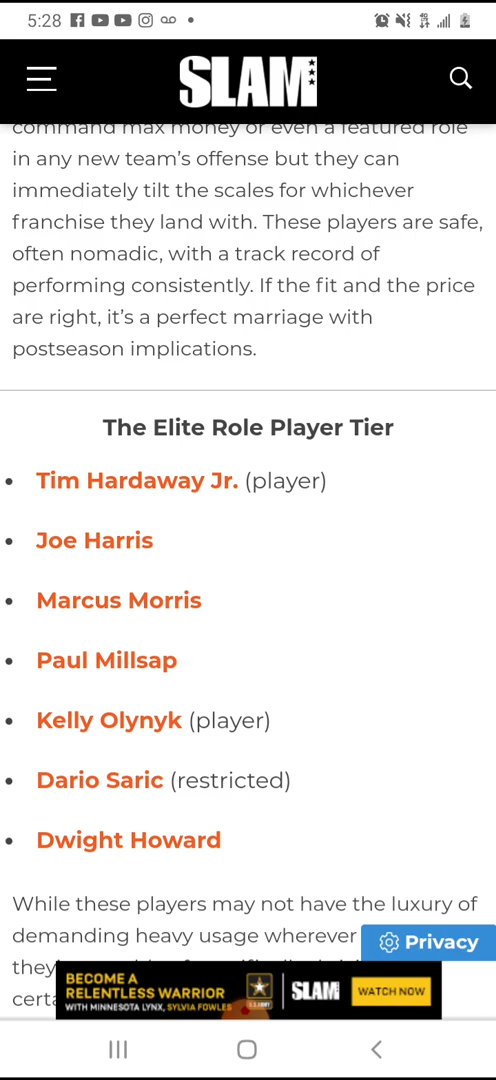 5:28
SLAM
command max money or even a featured role
in any new team's offense but they can
immediately tilt the scales for whichever
franchise they land with. These players are safe,
often nomadic, with a track record of
performing consistently. If the fit and the price
are right, it's a perfect marriage with
postseason implications.
The Elite Role Player Tier
• Tim Hardaway Jr. (player)
• Joe Harris
• Marcus Morris
• Paul Millsap
• Kelly Olynyk (player)
• Dario Saric (restricted)
• Dwight Howard
While these players may not have the luxury of
demanding heavy usage wherever
Privacy
they
BECOME A
RELENTLESS WARRIOR
WITH MINNESOTA LYNX, SYLVIA FOWLES
U.S. ARMY
SLAM
WATCH NOW